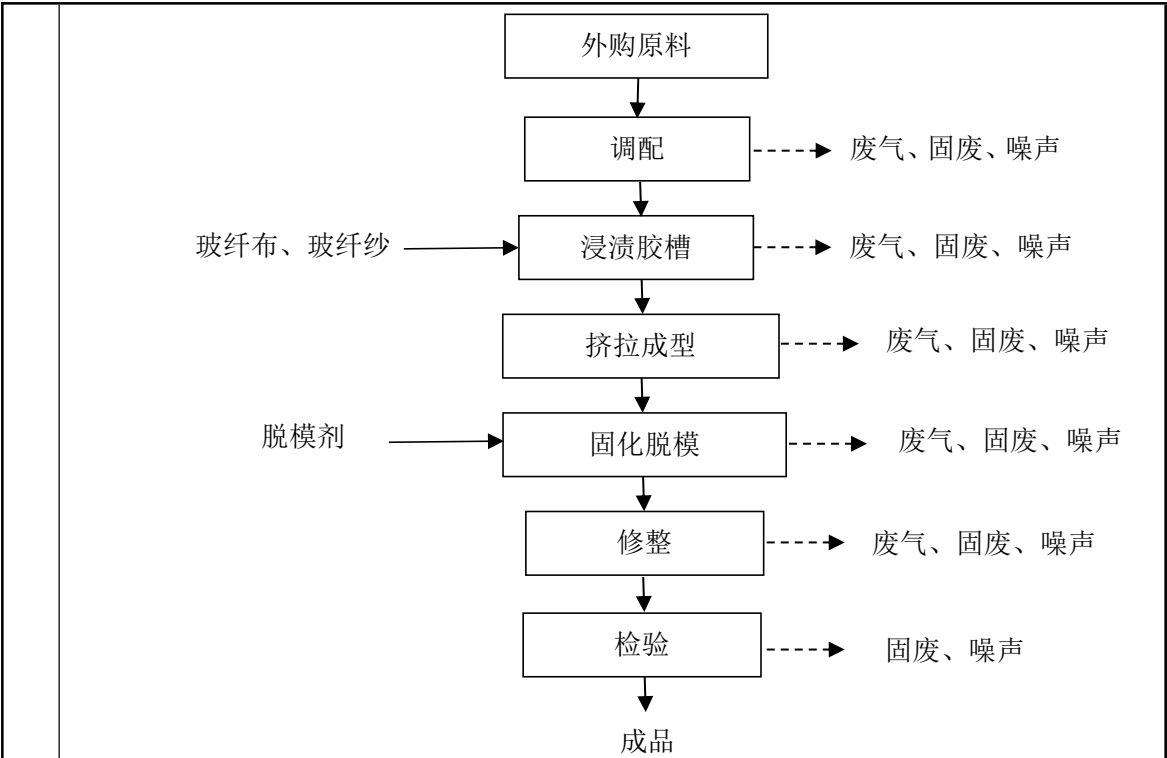 外购原料
调配
废气、固废、噪声
玻纤布、玻纤纱
浸渍胶槽
废气、固废、噪声
挤拉成型
废气、固废、噪声
脱模剂
固化脱模
废气、固废、噪声
修整
废气、固废、噪声
检验
固废、噪声
成品